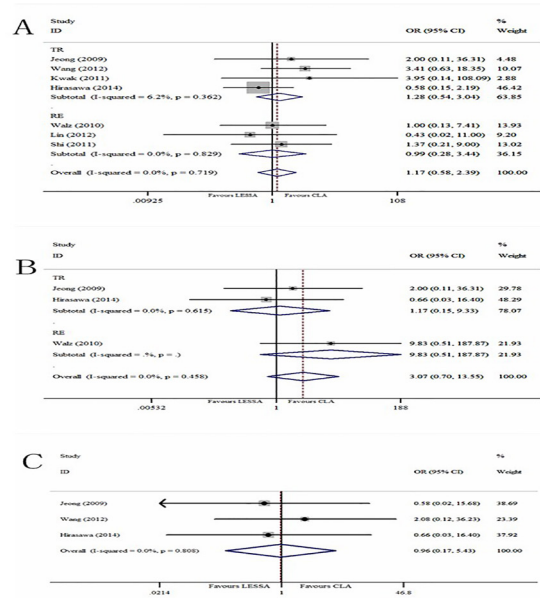 A
Study %
ID OR (95% CI) Weight
TR
Jeong (2009) 2.00 (0.11, 36.31) 4.48
Wang (2012) 3.41 (0.63, 18.35) 10.07
Kwak (2011) 3.95 (0.14, 108.09) 2.88
Hirasawa (2014) 0.58 (0.15, 2.19) 46.42
Subtotal (I-squared = 6.2%, p = 0.362) 1.28 (0.54, 3.04) 63.85
.
RE
Walz (2010) 1.00 (0.13, 7.41) 13.93
Lin (2012) 0.43 (0.02, 11.00) 9.20
Shi (2011) 1.37 (0.21, 9.00) 13.02
Subtotal (I-squared = 0.0%, p = 0.829) 0.99 (0.28, 3.44) 36.15
.
Overall (I-squared = 0.0%, p = 0.719) 1.17 (0.58, 2.39) 100.00
Favours LESSA Favours CLA
.00925 1 108
B
Study %
ID OR (95% CI) Weight
TR
Jeong (2009) 2.00 (0.11, 36.31) 29.78
Hirasawa (2014) 0.66 (0.03, 16.40) 48.29
Subtotal (I-squared = 0.0%, p = 0.615) 1.17 (0.15, 9.33) 78.07
.
RE
Walz (2010) 9.83 (0.51, 187.87) 21.93
Subtotal (I-squared = .%, p = .) 9.83 (0.51, 187.87) 21.93
.
Overall (I-squared = 0.0%, p = 0.458) 3.07 (0.70, 13.55) 100.00
Favours LESSA Favours CLA
.00532 1 188
C
Study %
ID OR (95% CI) Weight
Jeong (2009) 0.58 (0.02, 15.68) 38.69
Wang (2012) 2.08 (0.12, 36.23) 23.39
Hirasawa (2014) 0.66 (0.03, 16.40) 37.92
Overall (I-squared = 0.0%, p = 0.808) 0.96 (0.17, 5.43) 100.00
Favours LESSA Favours CLA
.0214 1 46.8